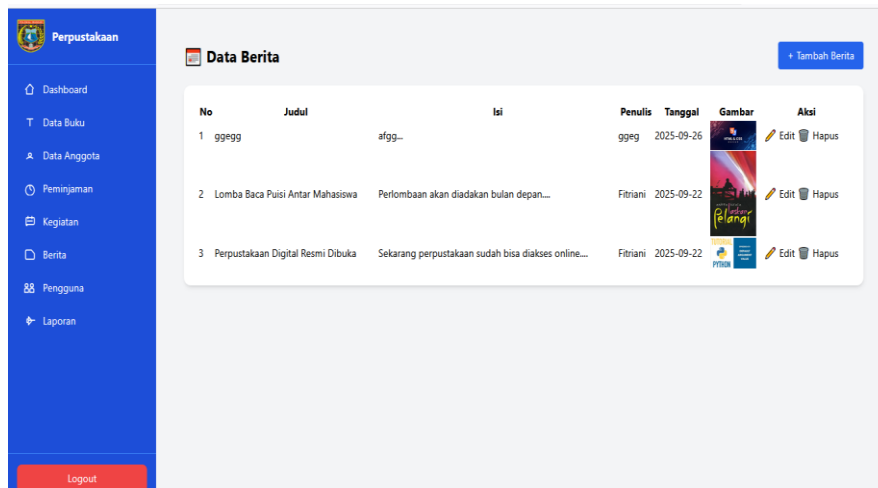 Perpustakaan
Dashboard
Data Buku
Data Anggota
Peminjaman
Kegiatan
Berita
Pengguna
Laporan
Logout
Data Berita
+ Tambah Berita
No Judul Isi Penulis Tanggal Gambar Aksi
1 ggegg afgg... ggeg 2025-09-26 Edit Hapus
2 Lomba Baca Puisi Antar Mahasiswa Perlombaan akan diadakan bulan depan.... Fitriani 2025-09-22 Edit Hapus
Laskar
Pelangi
3 Perpustakaan Digital Resmi Dibuka Sekarang perpustakaan sudah bisa diakses online.... Fitriani 2025-09-22 Edit Hapus
TUTORIAL
PYTHON